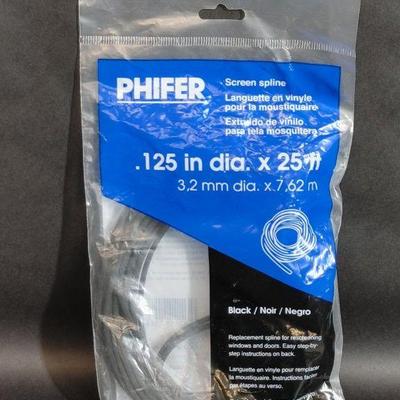 PHIFER
Screen spline
Languette en vinyle
pour la moustiquaire
Extruido de vinilo
para tela mosquitera
.125 in dia. x 25 ft
3,2 mm dia. x 7,62 m
Black / Noir / Negro
Replacement spline for rescreening
windows and doors. Easy step-by-
step instructions on back.
Languette en vinyle pour remplacer
la moustiquaire. Instructions faciles
par étapes au verso.